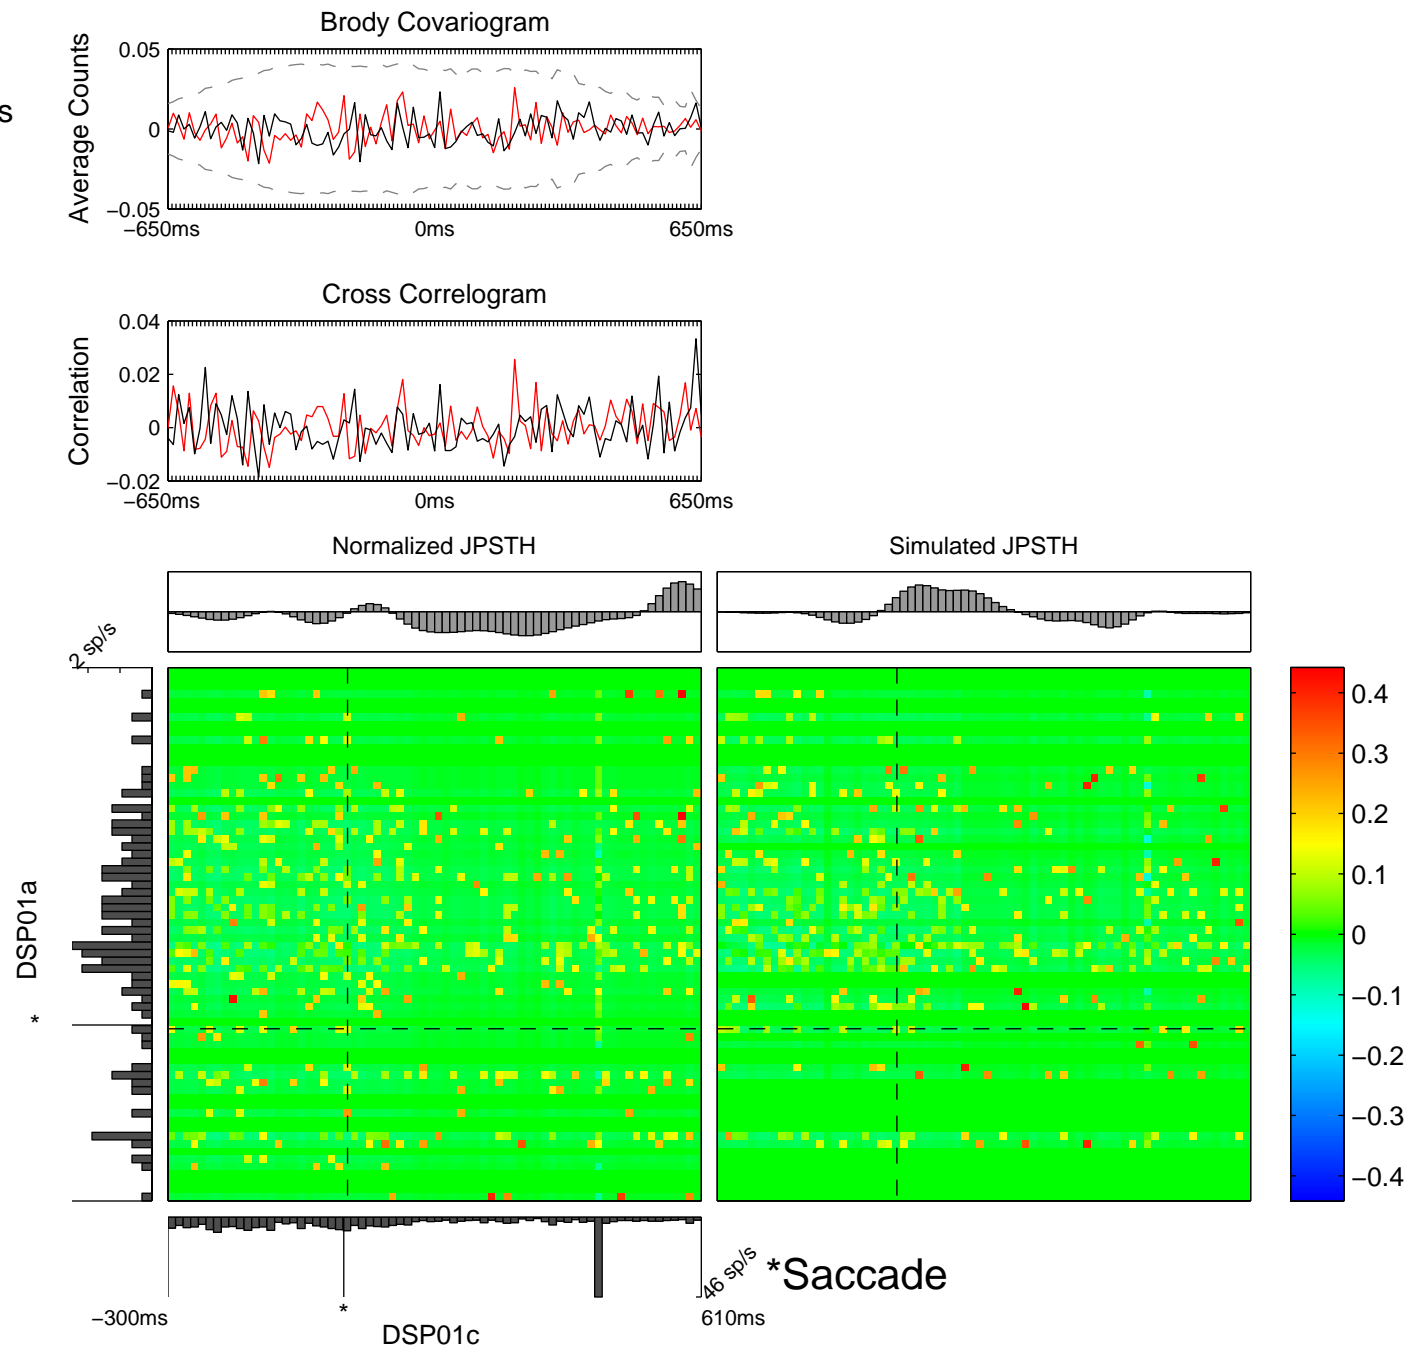 Brody Covariogram
s
Average Counts
0.05
0
−0.05
−650ms
0ms
650ms
Cross Correlogram
Correlation
0.04
0.02
0
−0.02
−650ms
0ms
650ms
Normalized JPSTH
Simulated JPSTH
2 sp/s
DSP01a
*
0.4
0.3
0.2
0.1
0
−0.1
−0.2
−0.3
−0.4
46 sp/s
*Saccade
−300ms
*
610ms
DSP01c